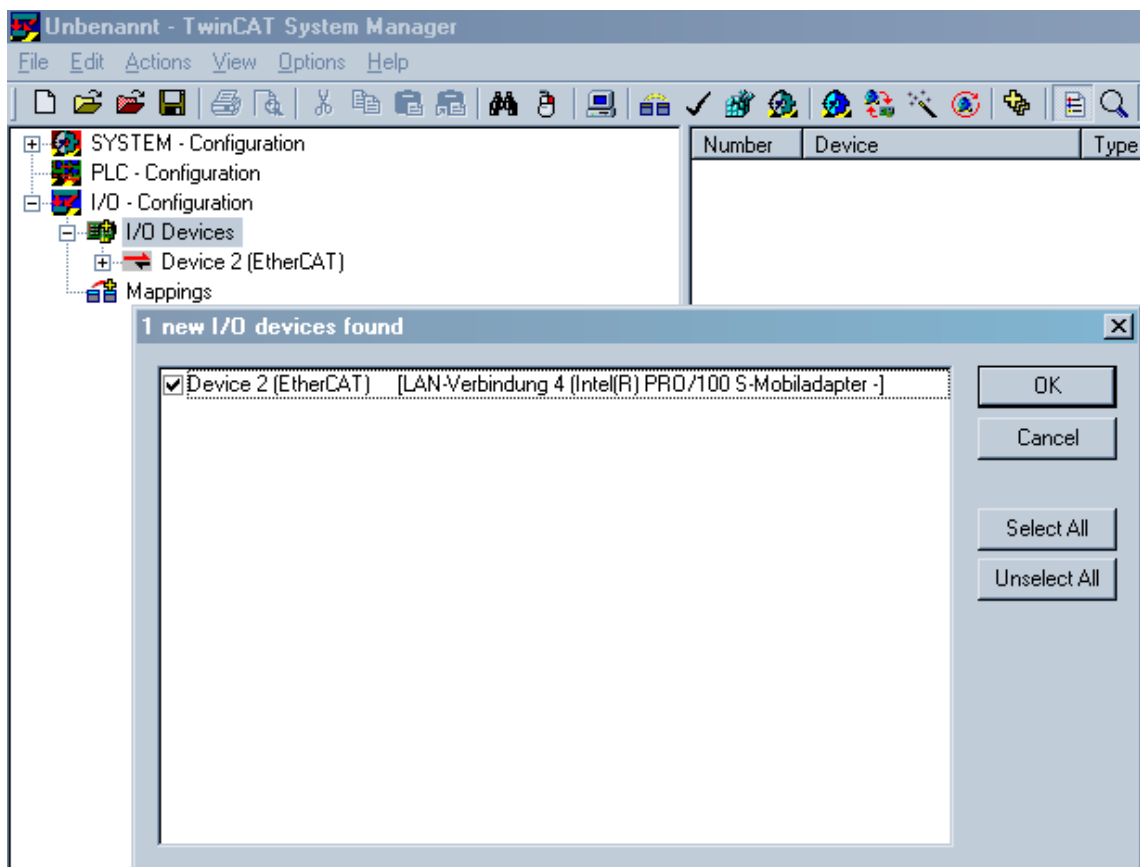 Unbenannt - TwinCAT System Manager
File Edit Actions View Options Help
SYSTEM - Configuration
PLC - Configuration
I/O - Configuration
I/O Devices
Device 2 (EtherCAT)
Mappings
Number Device Type
1 new I/O devices found
Device 2 (EtherCAT) [LAN-Verbindung 4 (Intel(R) PRO/100 S-Mobiladapter -]
OK
Cancel
Select All
Unselect All